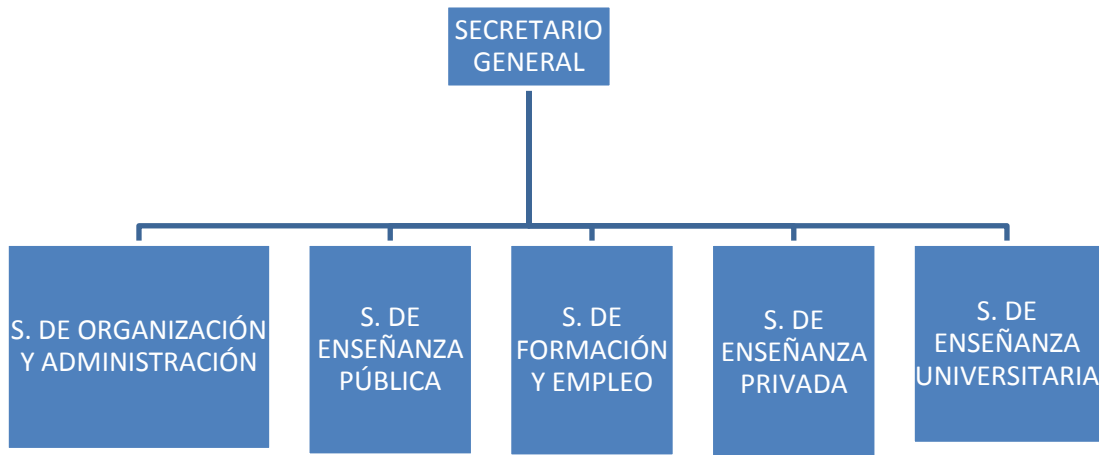 SECRETARIO
GENERAL
S. DE ORGANIZACIÓN
Y ADMINISTRACIÓN
S. DE
ENSEÑANZA
PÚBLICA
S. DE
FORMACIÓN
Y EMPLEO
S. DE
ENSEÑANZA
PRIVADA
S. DE
ENSEÑANZA
UNIVERSITARIA